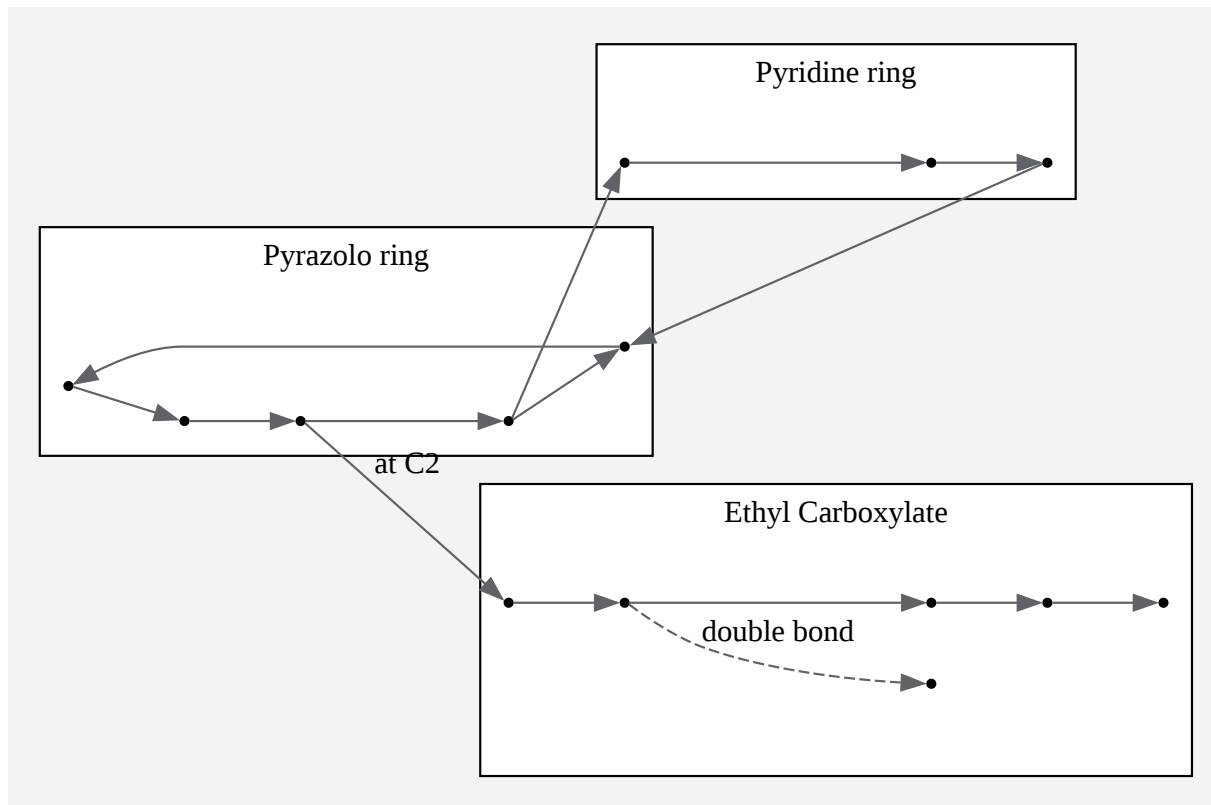 Pyridine ring
Pyrazolo ring
at C2
Ethyl Carboxylate
double bond